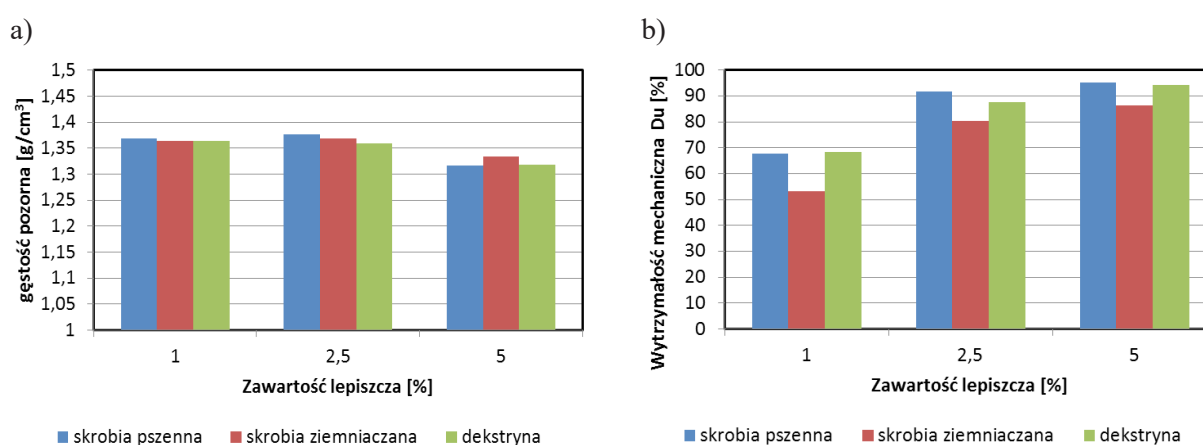 a)
gęstość pozorna [g/cm³]
1,5
1,45
1,4
1,35
1,3
1,25
1,2
1,15
1,1
1,05
1
1 2,5 5
Zawartość lepiszcza [%]
skrobia pszenna skrobia ziemniaczana dekstryna
b)
Wytrzymałość mechaniczna Du [%]
100
90
80
70
60
50
40
30
20
10
0
1 2,5 5
Zawartość lepiszcza [%]
skrobia pszenna skrobia ziemniaczana dekstryna